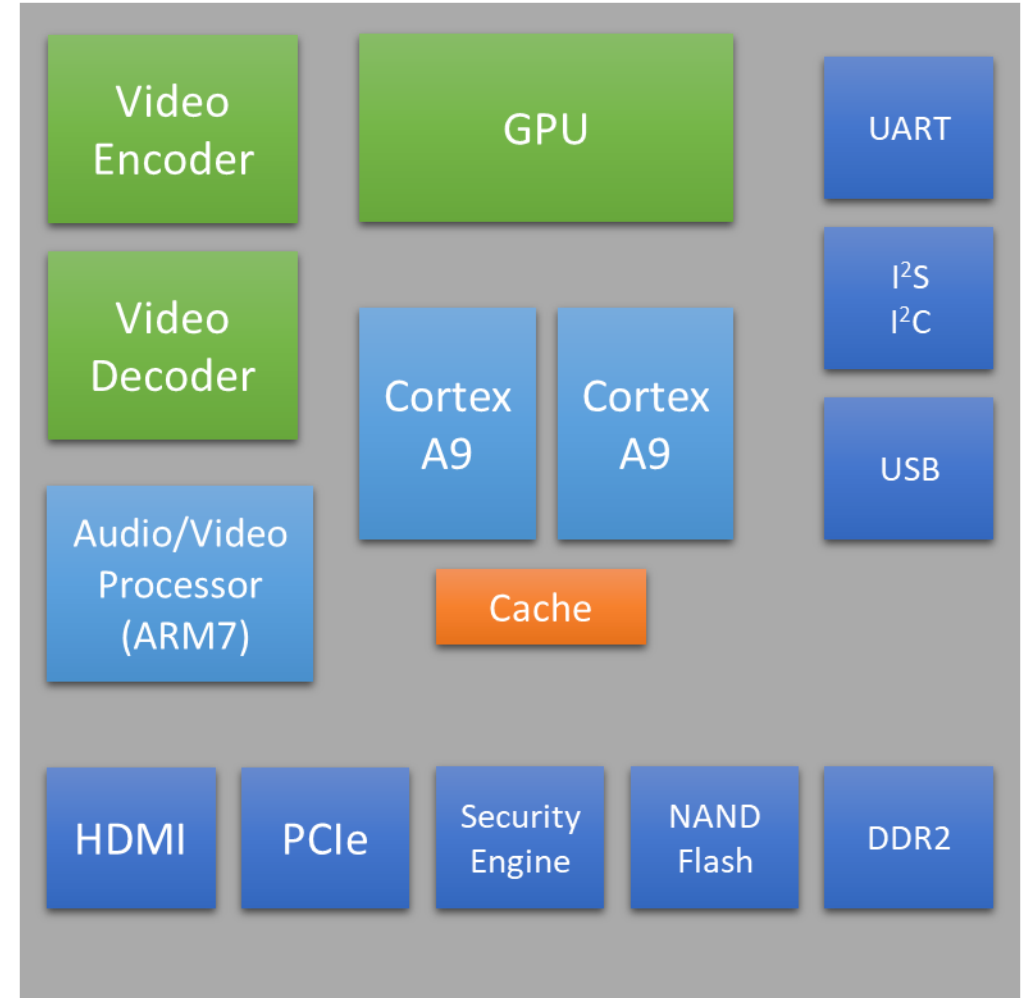 Video
Encoder
GPU
UART
Video
Decoder
I²S
I²C
Cortex
A9
Cortex
A9
USB
Audio/Video
Processor
(ARM7)
Cache
HDMI
PCIe
Security
Engine
NAND
Flash
DDR2